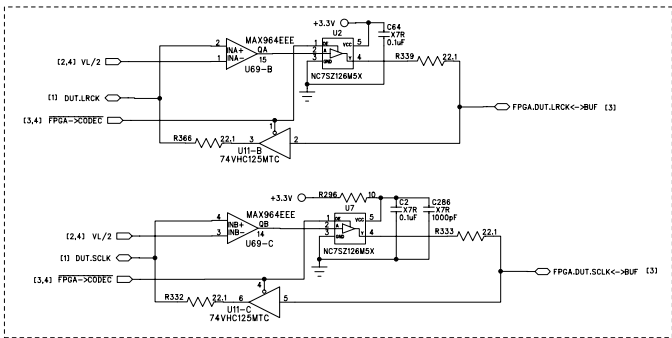 +3.3V
U2
C64
X7R
0.1uF
MAX964EEE
2 INA+ QA
1 INA- 15
U69-B
1 OE VCC 5
2 A
3 GND Y 4
NC7SZ126M5X
R339 22.1
[2,4] VL/2
[1] DUT.LRCK
[3,4] FPGA->CODEC
FPGA.DUT.LRCK<->BUF [3]
1
R366 22.1 3 2
U11-B
74VHC125MTC
+3.3V
R296 10
U7
C2
X7R
0.1uF
C286
X7R
1000pF
MAX964EEE
4 INB+ QB
3 INB- 14
U69-C
1 OE VCC 5
2 A
3 GND Y 4
NC7SZ126M5X
R333 22.1
[2,4] VL/2
[1] DUT.SCLK
[3,4] FPGA->CODEC
FPGA.DUT.SCLK<->BUF [3]
4
R332 22.1 6 5
U11-C
74VHC125MTC